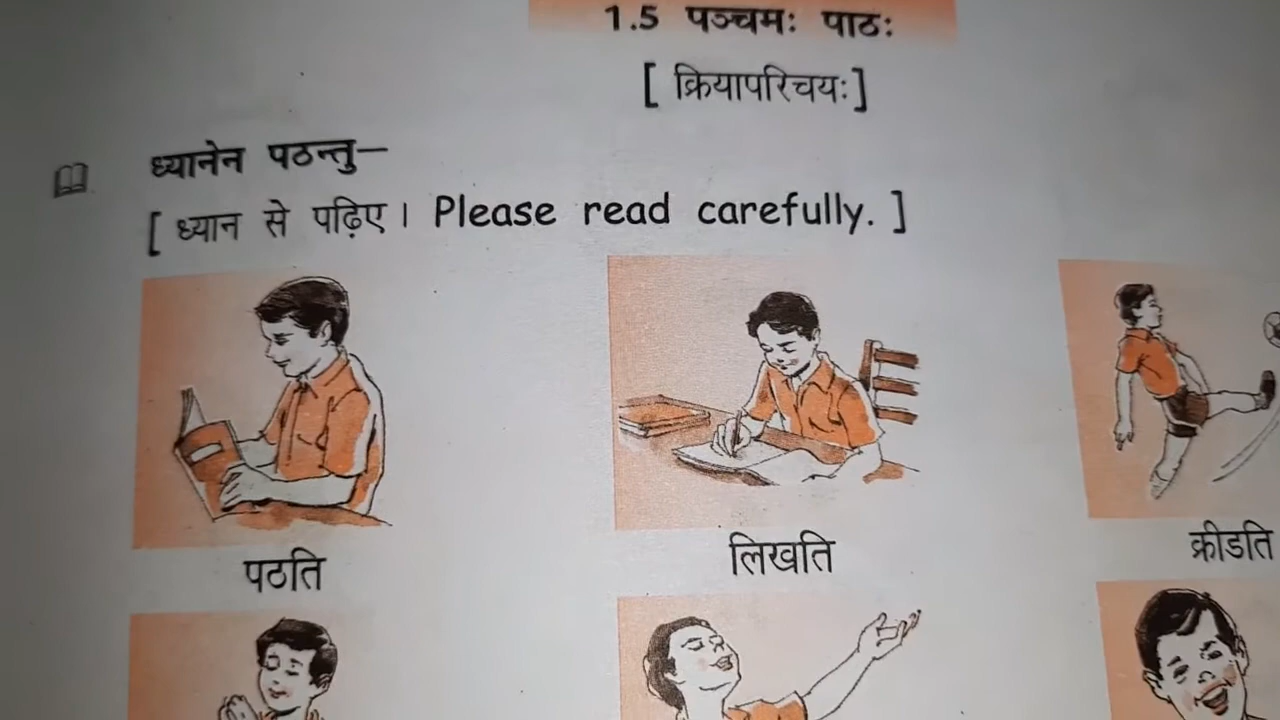 1.5 पञ्चमः पाठः
[ क्रियापरिचयः ]
ध्यानेन पठन्तु–
[ ध्यान से पढ़िए। Please read carefully. ]
पठति
लिखति
क्रीडति